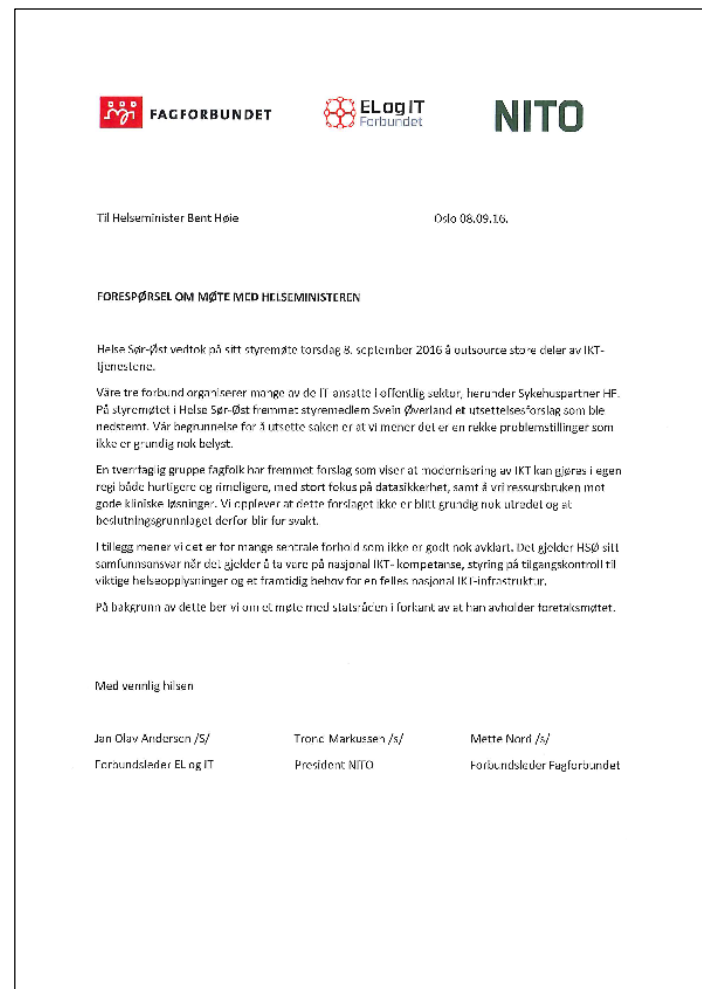 FAGFORBUNDET
EL og IT
Forbundet
NITO
Til Helseminister Bent Høie
Oslo 08.09.16.
FORESPØRSEL OM MØTE MED HELSEMINISTEREN
Helse Sør-Øst vedtok på sitt styremøte torsdag 8. september 2016 å outsource store deler av IKT-
tjenestene.
Våre tre forbund organiserer mange av de IT ansatte i offentlig sektor, herunder Sykehuspartner HF.
På styremøtet i Helse Sør-Øst fremmet styremedlem Svein Øverland et utsettelsesforslag som ble
nedstemt. Vår begrunnelse for å utsette saken er at vi mener det er en rekke problemstillinger som
ikke er grundig nok belyst.
En tverrfaglig gruppe fagfolk har fremmet forslag som viser at modernisering av IKT kan gjøres i egen
regi både hurtigere og rimeligere, med stort fokus på datasikkerhet, samt å vri ressursbruken mot
gode kliniske løsninger. Vi opplever at dette forslaget ikke er blitt grundig nok utredet og at
beslutningsgrunnlaget derfor blir for svakt.
I tillegg mener vi det er for mange sentrale forhold som ikke er godt nok avklart. Det gjelder HSØ sitt
samfunnsansvar når det gjelder å ta vare på nasjonal IKT- kompetanse, styring på tilgangskontroll til
viktige helseopplysninger og et framtidig behov for en felles nasjonal IKT-infrastruktur.
På bakgrunn av dette ber vi om et møte med statsråden i forkant av at han avholder foretaksmøtet.
Med vennlig hilsen
Jan Olav Andersen /S/
Trond Markussen /s/
Mette Nord /s/
Forbundsleder EL og IT
President NITO
Forbundsleder Fagforbundet